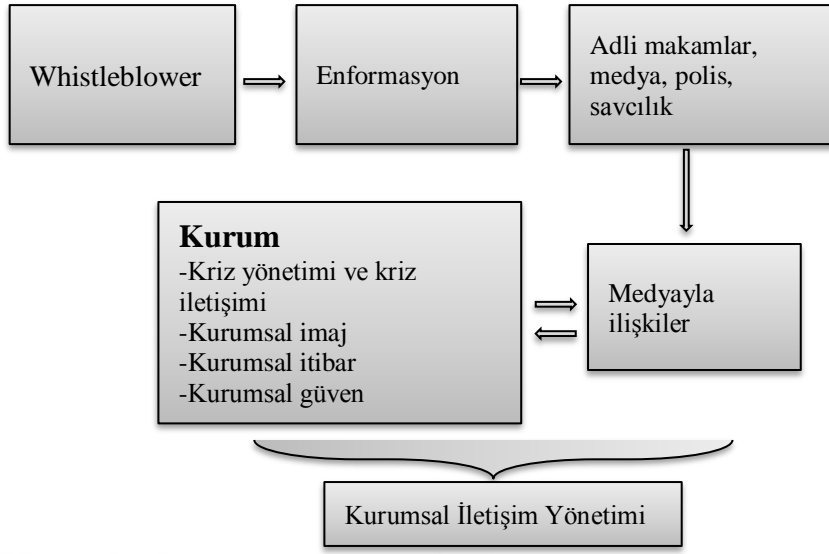 Whistleblower
Enformasyon
Adli makamlar,
medya, polis,
savcılık
Kurum
-Kriz yönetimi ve kriz
iletişimi
-Kurumsal imaj
-Kurumsal itibar
-Kurumsal güven
Medyayla
ilişkiler
Kurumsal İletişim Yönetimi